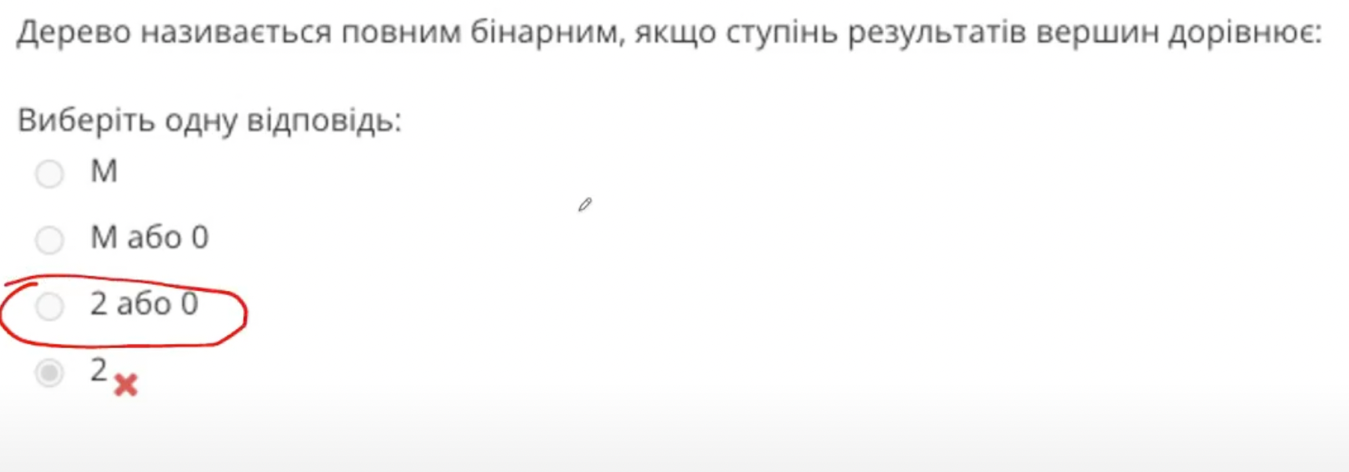 Дерево називається повним бінарним, якщо ступінь результатів вершин дорівнює:
Виберіть одну відповідь:
М
М або 0
2 або 0
2